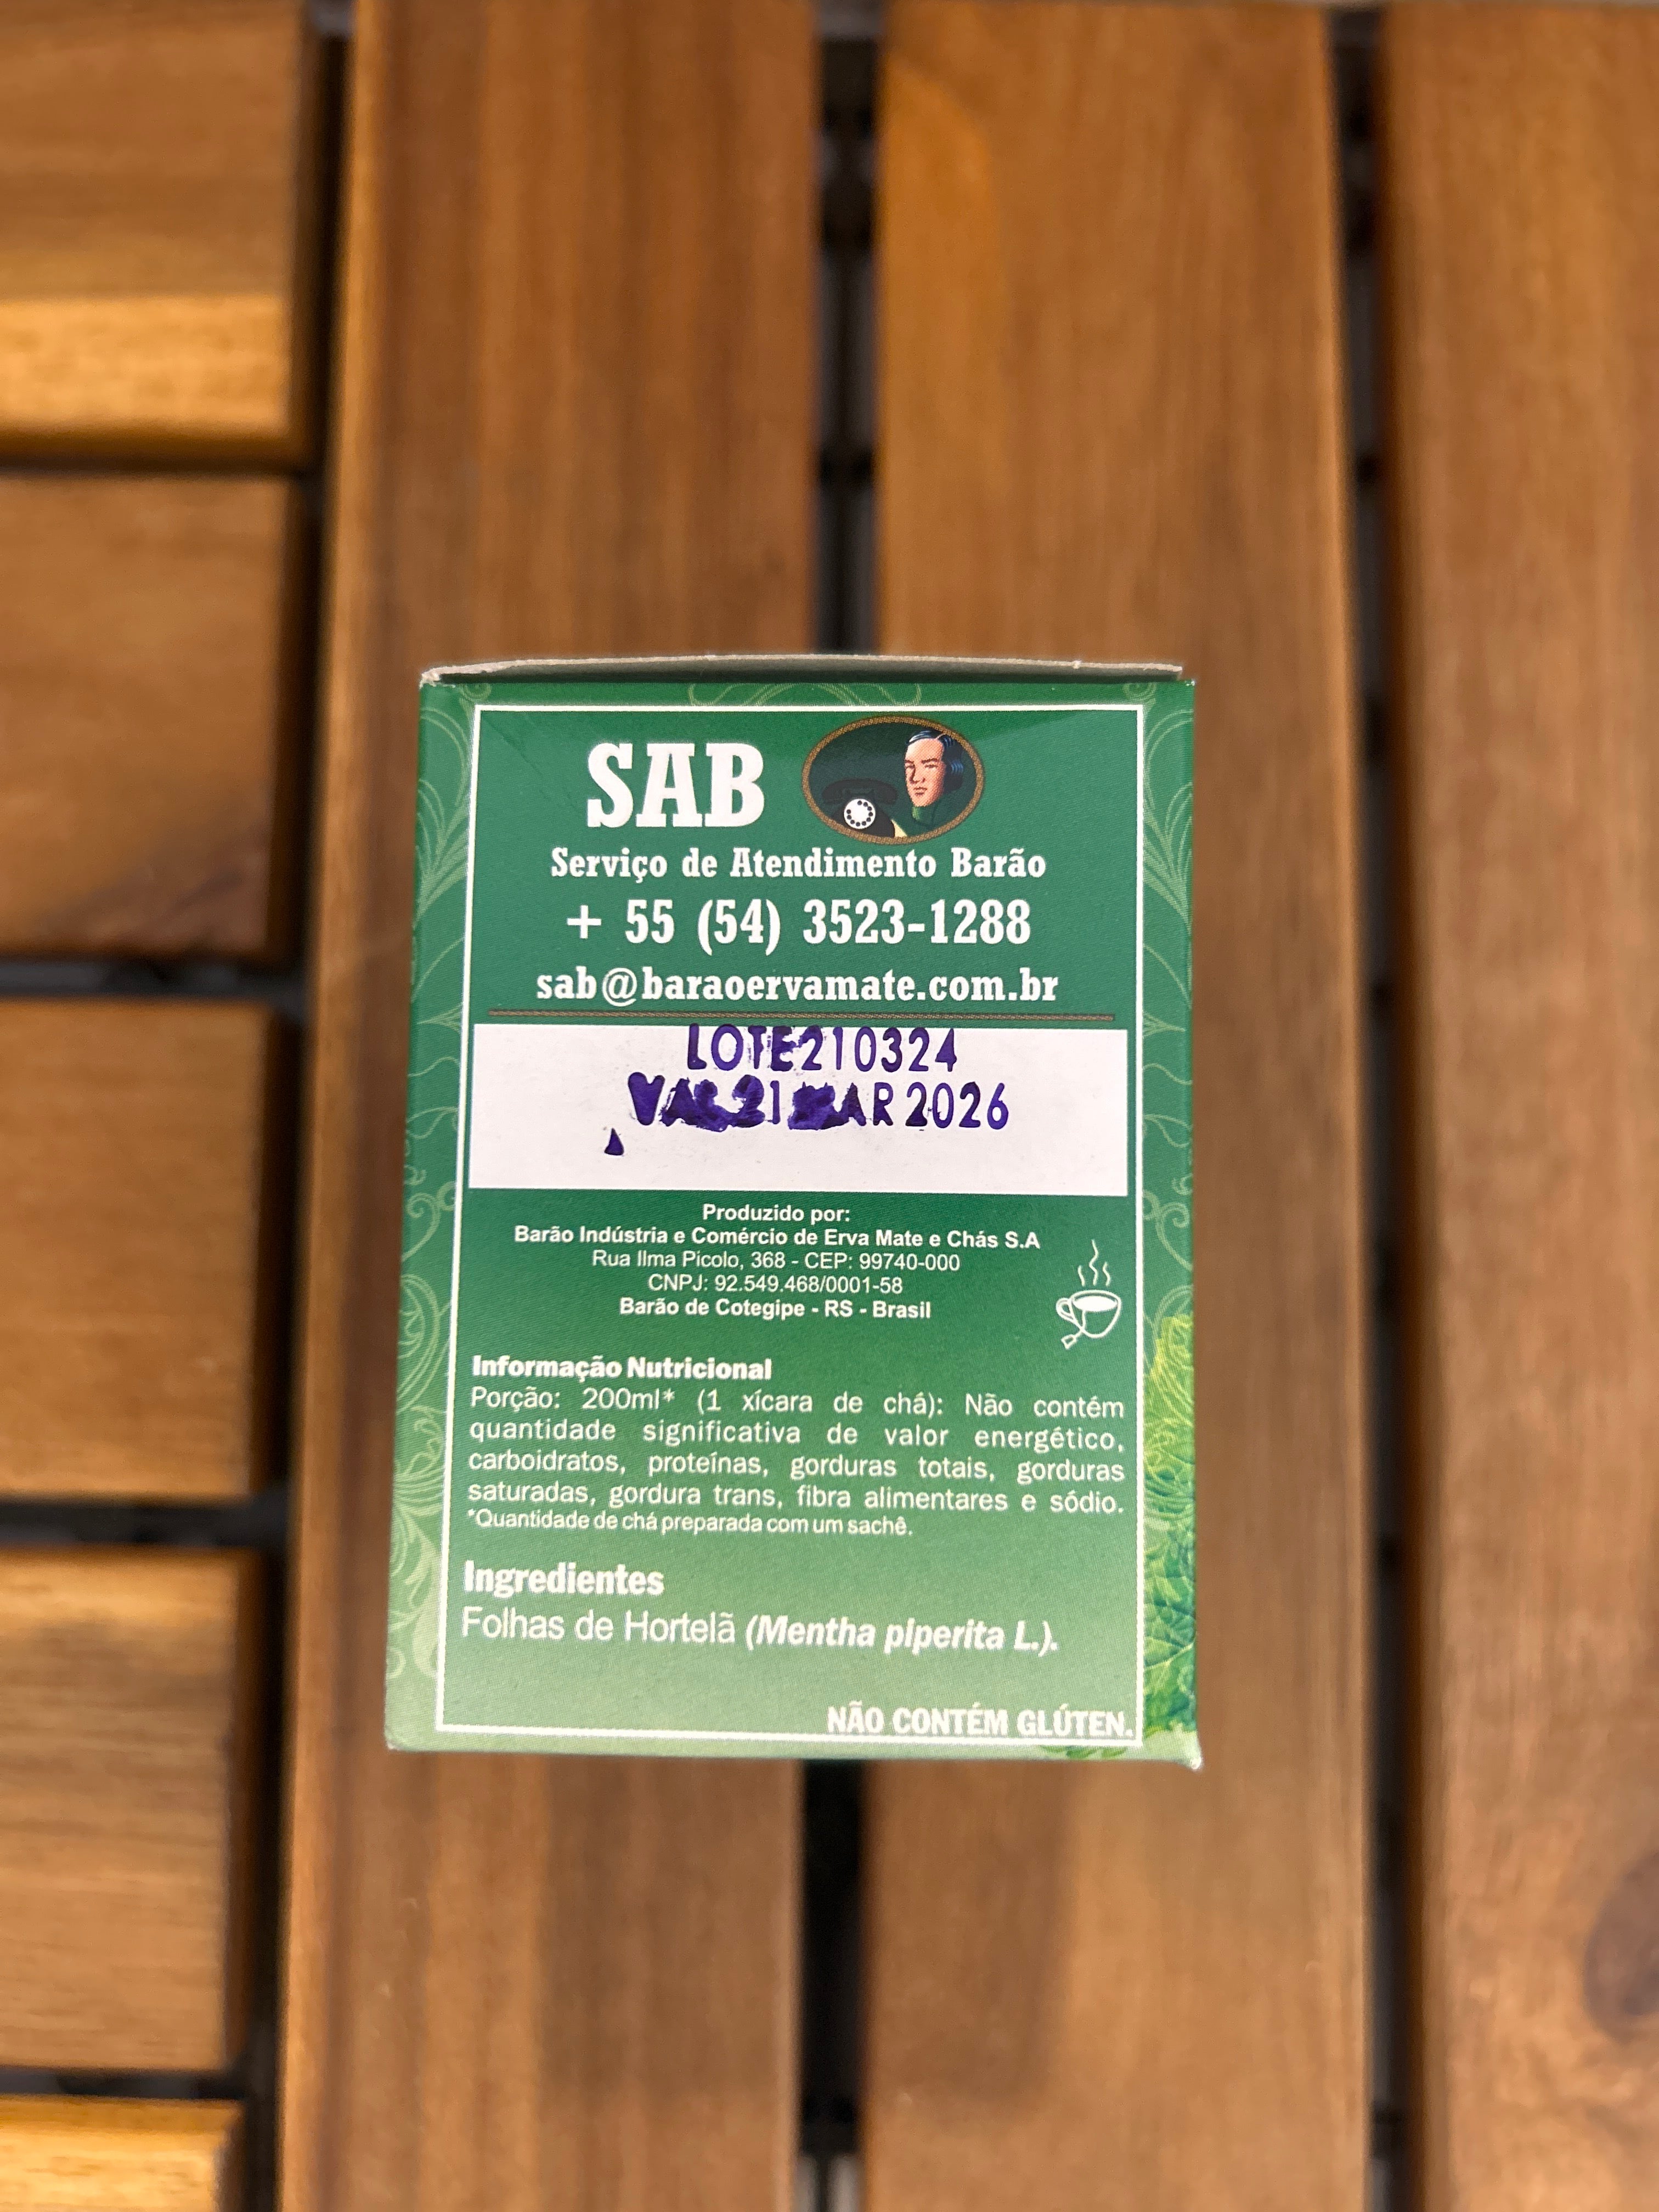 SAB
Serviço de Atendimento Barão
+ 55 (54) 3523-1288
sab@baraoervamate.com.br
LOTE210324
VAL21MAR2026
Produzido por:
Barão Indústria e Comércio de Erva Mate e Chás S.A
Rua Ilma Picolo, 368 - CEP: 99740-000
CNPJ: 92.549.468/0001-58
Barão de Cotegipe - RS - Brasil
Informação Nutricional
Porção: 200ml* (1 xícara de chá): Não contém
quantidade significativa de valor energético,
carboidratos, proteínas, gorduras totais, gorduras
saturadas, gordura trans, fibra alimentares e sódio.
*Quantidade de chá preparada com um sachê.
Ingredientes
Folhas de Hortelã (Mentha piperita L.).
NÃO CONTÉM GLÚTEN.